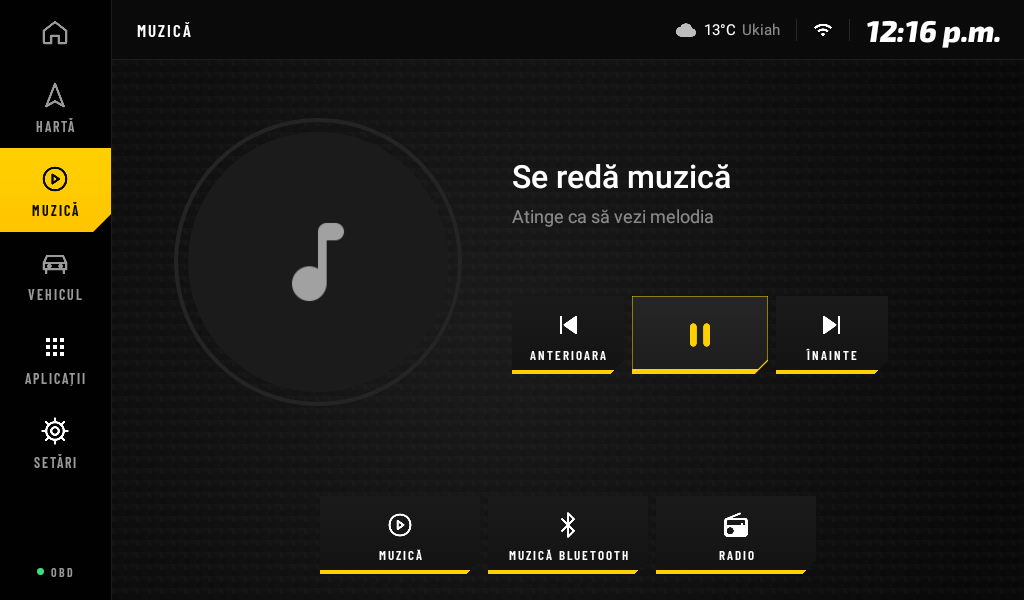 MUZICĂ
13°C Ukiah
12:16 p.m.
HARTĂ
MUZICĂ
VEHICUL
APLICAȚII
SETĂRI
OBD
Se redă muzică
Atinge ca să vezi melodia
ANTERIOARA
ÎNAINTE
MUZICĂ
MUZICĂ BLUETOOTH
RADIO